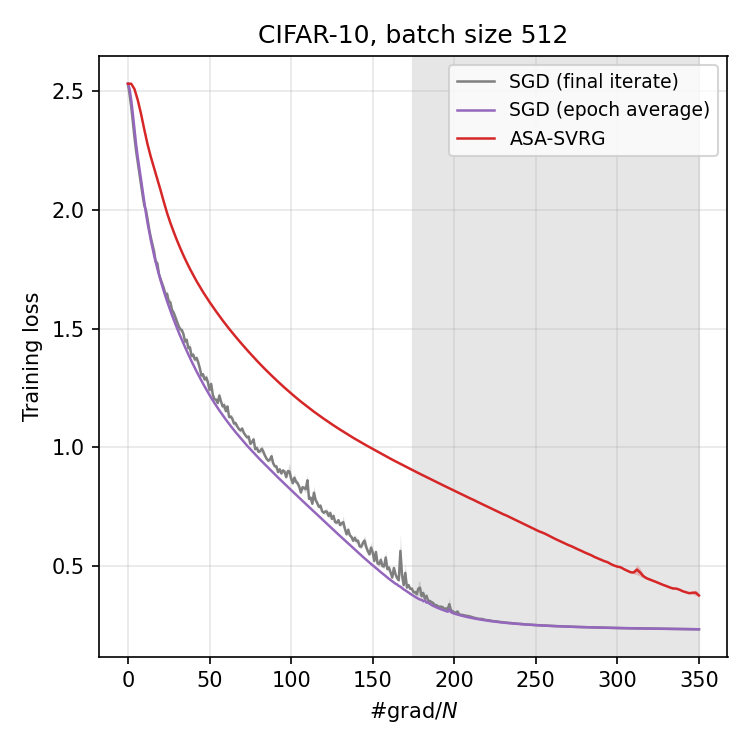 CIFAR-10, batch size 512
SGD (final iterate)
SGD (epoch average)
ASA-SVRG
Training loss
2.5
2.0
1.5
1.0
0.5
0 50 100 150 200 250 300 350
#grad/N